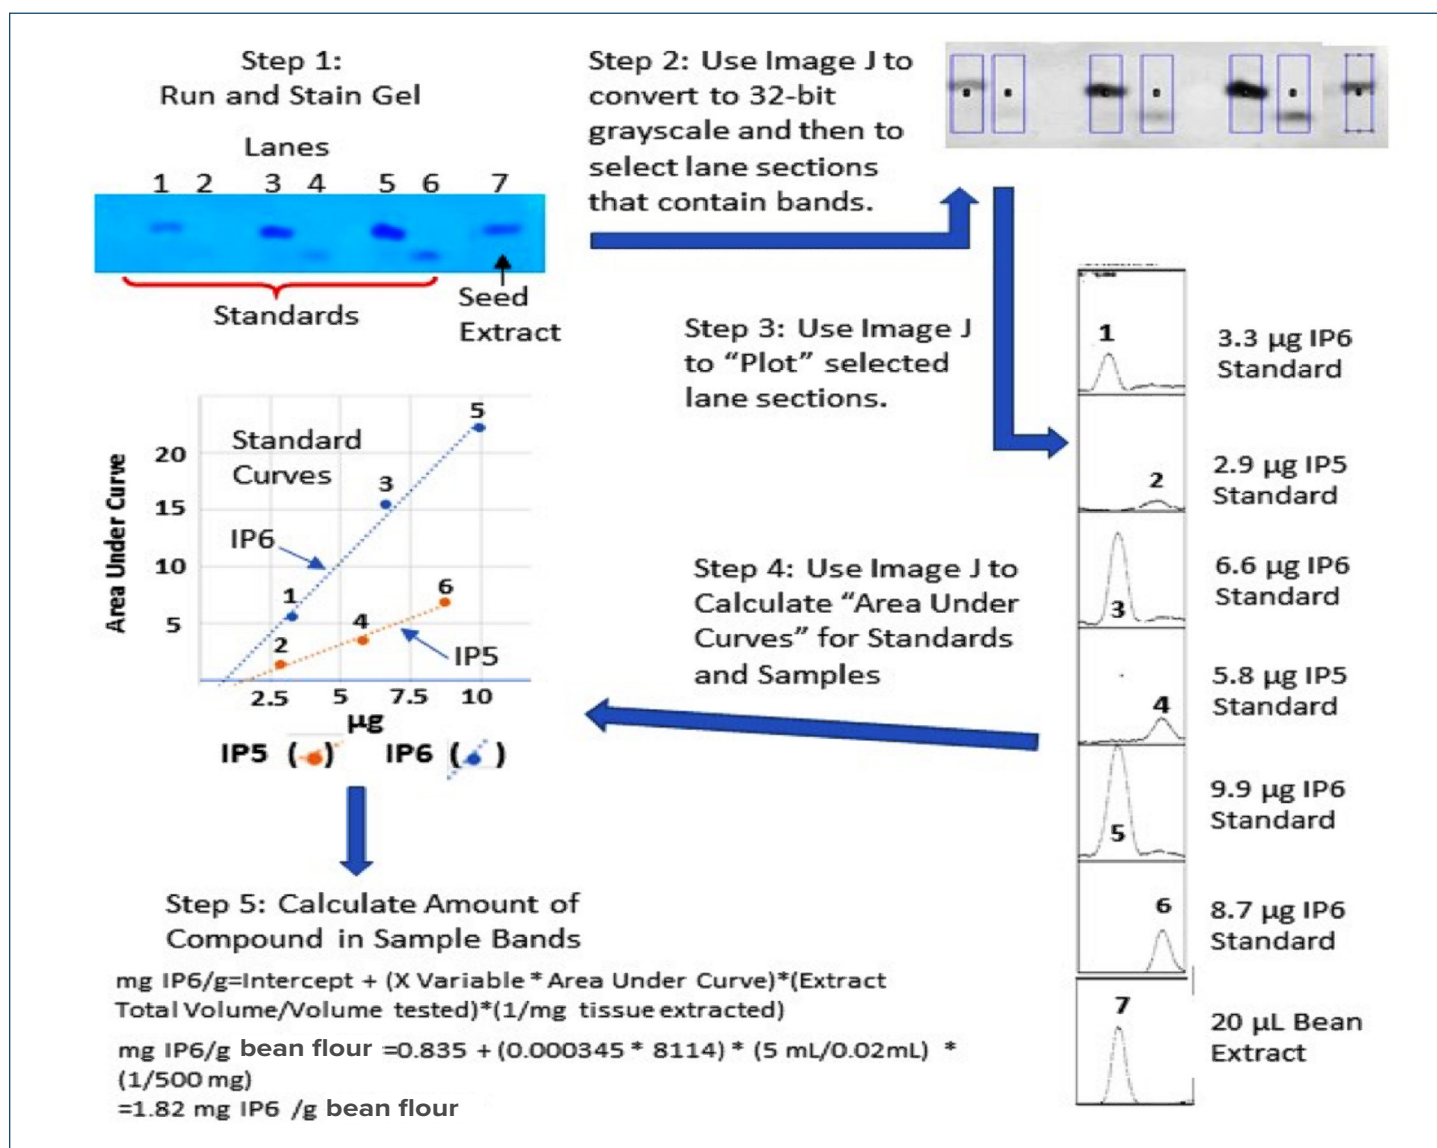 Step 1:
Run and Stain Gel
Lanes
1 2 3 4 5 6 7
Standards
Seed
Extract
Step 2: Use Image J to
convert to 32-bit
grayscale and then to
select lane sections
that contain bands.
Step 3: Use Image J
to “Plot” selected
lane sections.
1
3.3 µg IP6
Standard
2
2.9 µg IP5
Standard
3
6.6 µg IP6
Standard
4
5.8 µg IP5
Standard
5
9.9 µg IP6
Standard
6
8.7 µg IP6
Standard
7
20 µL Bean
Extract
Step 4: Use Image J to
Calculate “Area Under
Curves” for Standards
and Samples
Standard
Curves
Area Under Curve
20
15
10
5
5
3
1
6
4
2
IP6
IP5
2.5 5 7.5 10
µg
IP5 ( ) IP6 ( )
Step 5: Calculate Amount of
Compound in Sample Bands
mg IP6/g=Intercept + (X Variable * Area Under Curve)*(Extract
Total Volume/Volume tested)*(1/mg tissue extracted)
mg IP6/g bean flour =0.835 + (0.000345 * 8114) * (5 mL/0.02mL) *
(1/500 mg)
=1.82 mg IP6 /g bean flour